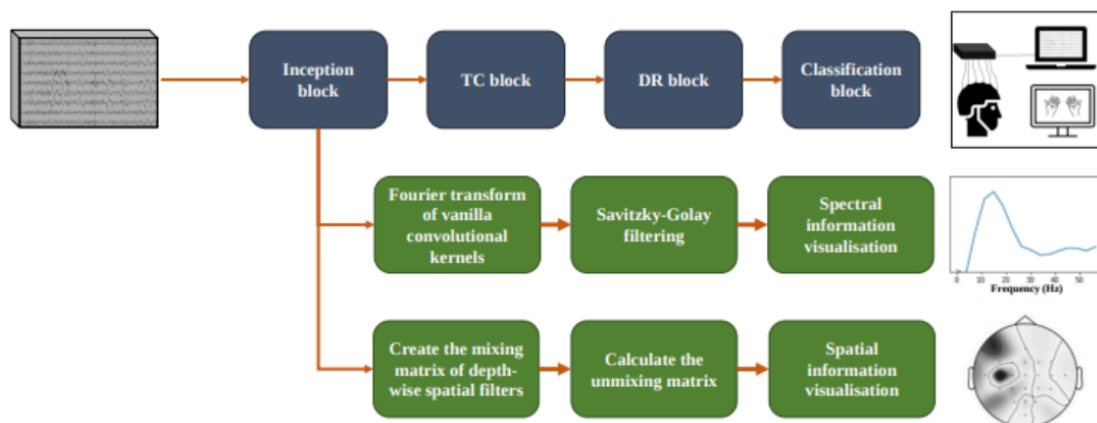 Inception
block
TC block
DR block
Classification
block
Fourier transform
of vanilla
convolutional
kernels
Savitzky-Golay
filtering
Spectral
information
visualisation
0 10 20 30 40 50
Frequency (Hz)
Create the mixing
matrix of depth-
wise spatial filters
Calculate the
unmixing matrix
Spatial
information
visualisation